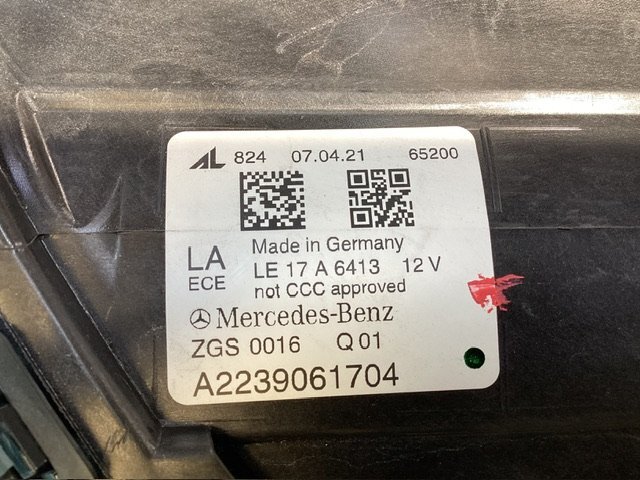 AL 824 07.04.21 65200
Made in Germany
LA LE 17 A 6413 12 V
ECE not CCC approved
Mercedes-Benz
ZGS 0016 Q 01
A2239061704